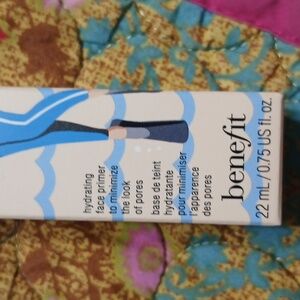 hydrating
face primer
to minimize
the look
of pores
base de teint
hydratante
pour minimiser
l'apparence
des pores
benefit
22 mL / 0.75 US fl. oz.